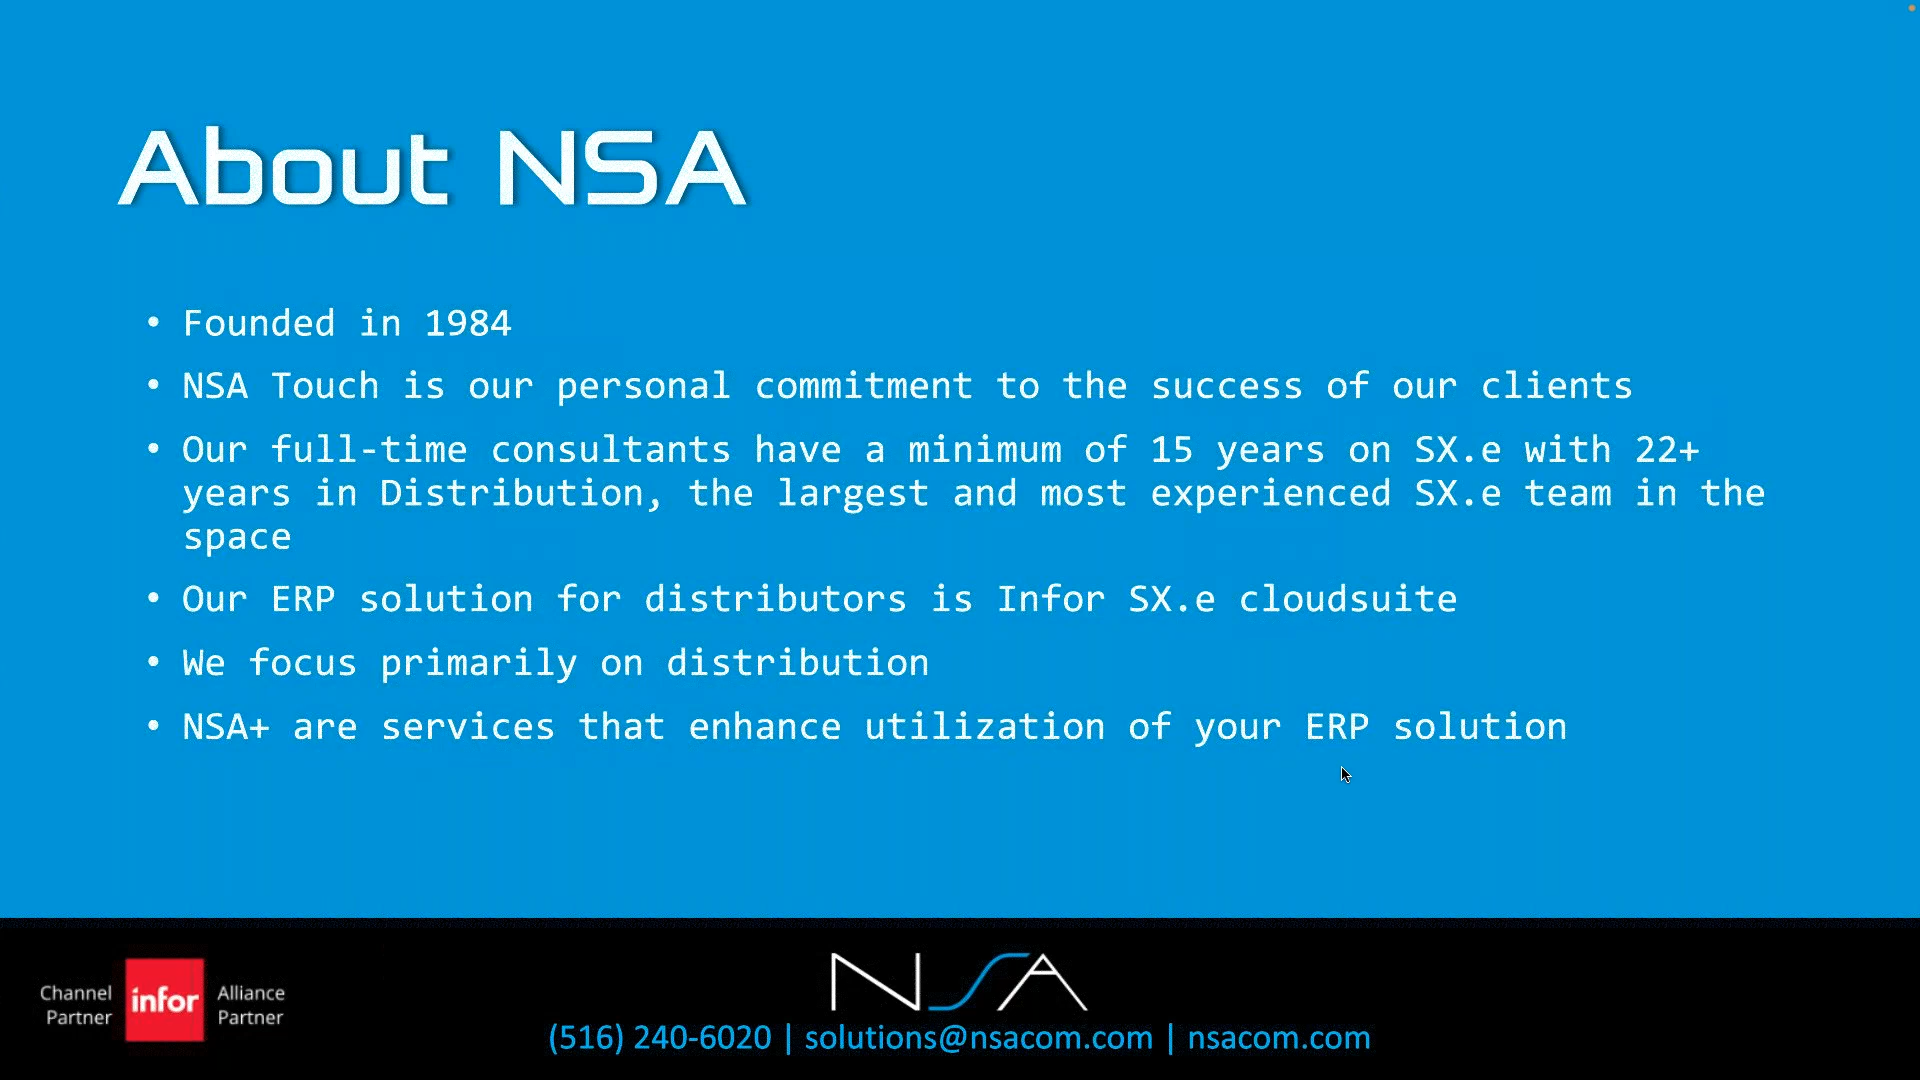 About NSA
• Founded in 1984
• NSA Touch is our personal commitment to the success of our clients
• Our full-time consultants have a minimum of 15 years on SX.e with 22+
years in Distribution, the largest and most experienced SX.e team in the
space
• Our ERP solution for distributors is Infor SX.e cloudsuite
• We focus primarily on distribution
• NSA+ are services that enhance utilization of your ERP solution
Channel
Partner
infor
Alliance
Partner
NSA
(516) 240-6020 | solutions@nsacom.com | nsacom.com